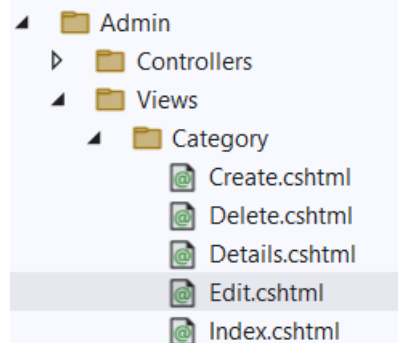 Admin
Controllers
Views
Category
Create.cshtml
Delete.cshtml
Details.cshtml
Edit.cshtml
Index.cshtml